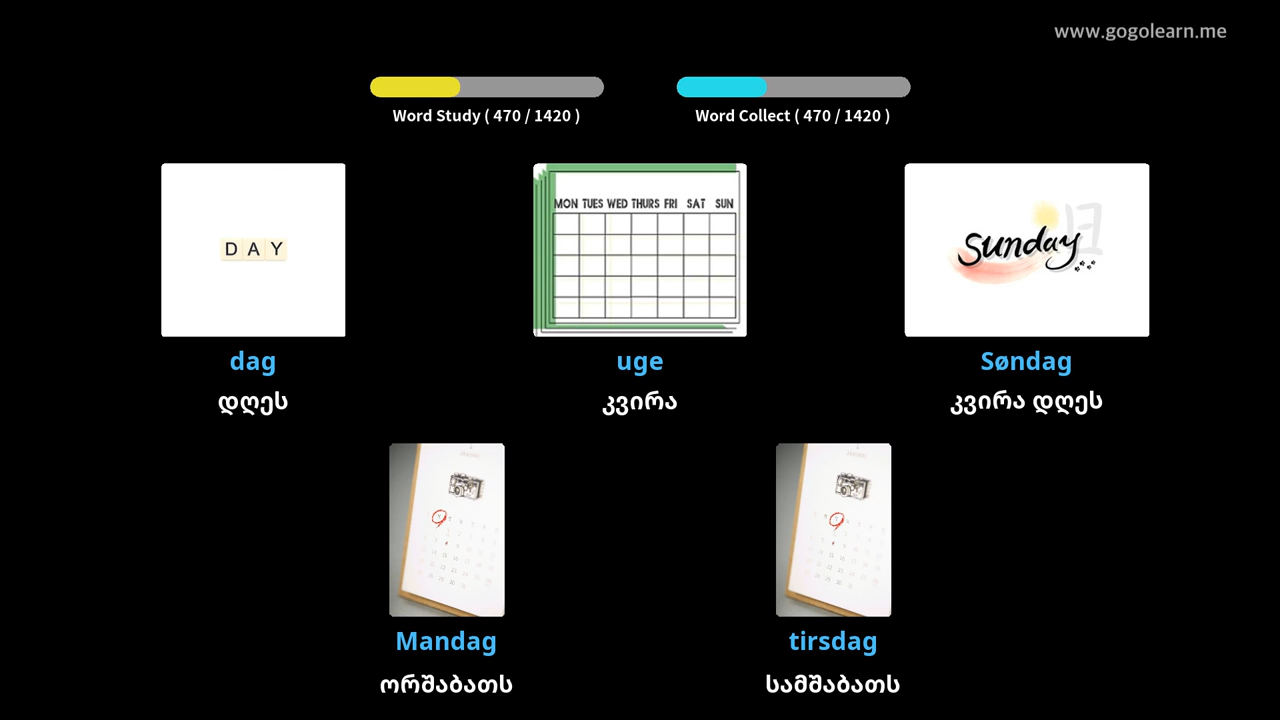 www.gogolearn.me
Word Study ( 470 / 1420 )
Word Collect ( 470 / 1420 )
DAY
MON TUES WED THURS FRI SAT SUN
Sunday 日
dag
uge
Søndag
დღეს
კვირა
კვირა დღეს
Mandag
tirsdag
ორშაბათს
სამშაბათს